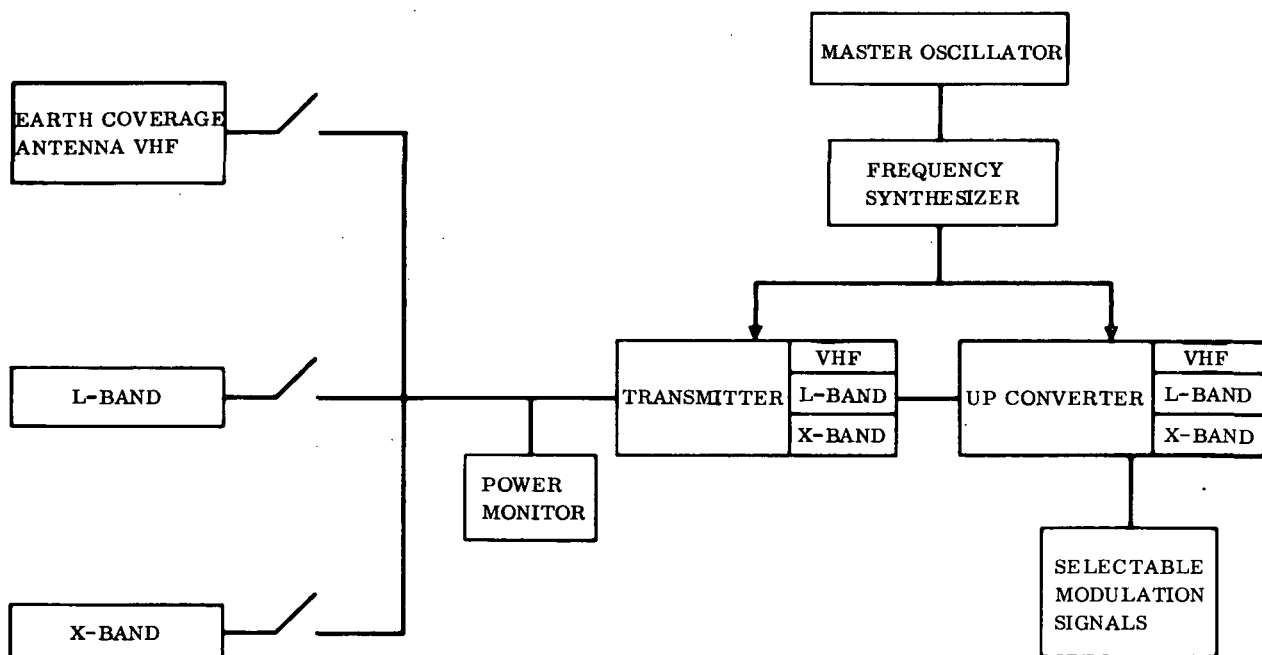 MASTER OSCILLATOR
EARTH COVERAGE
ANTENNA VHF
FREQUENCY
SYNTHESIZER
TRANSMITTER
VHF
L-BAND
X-BAND
UP CONVERTER
VHF
L-BAND
X-BAND
L-BAND
POWER
MONITOR
SELECTABLE
MODULATION
SIGNALS
X-BAND